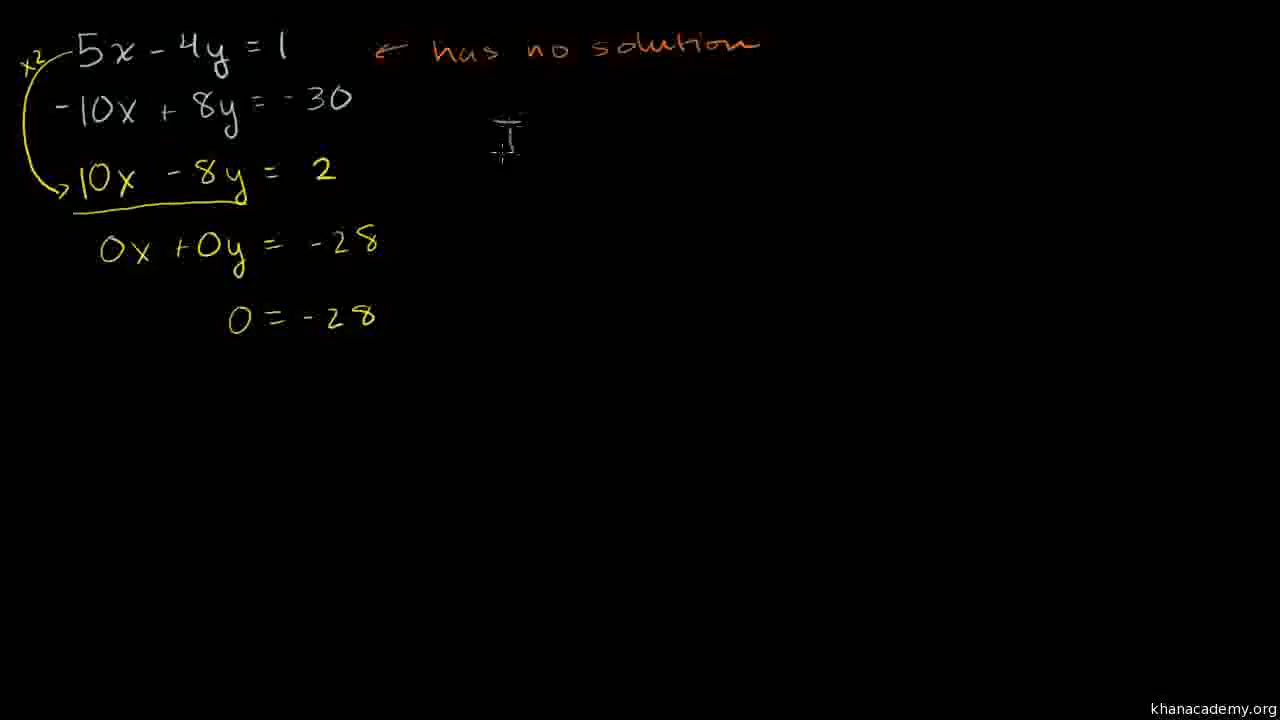 x2 5x - 4y = 1 ← has no solution
-10x + 8y = -30
10x - 8y = 2
0x + 0y = -28
0 = -28
khanacademy.org